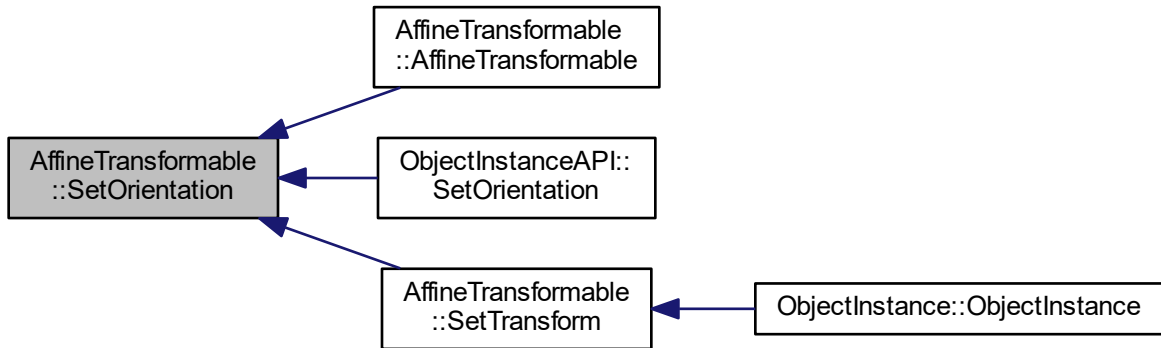 AffineTransformable
::AffineTransformable
AffineTransformable
::SetOrientation
ObjectInstanceAPI::
SetOrientation
AffineTransformable
::SetTransform
ObjectInstance::ObjectInstance